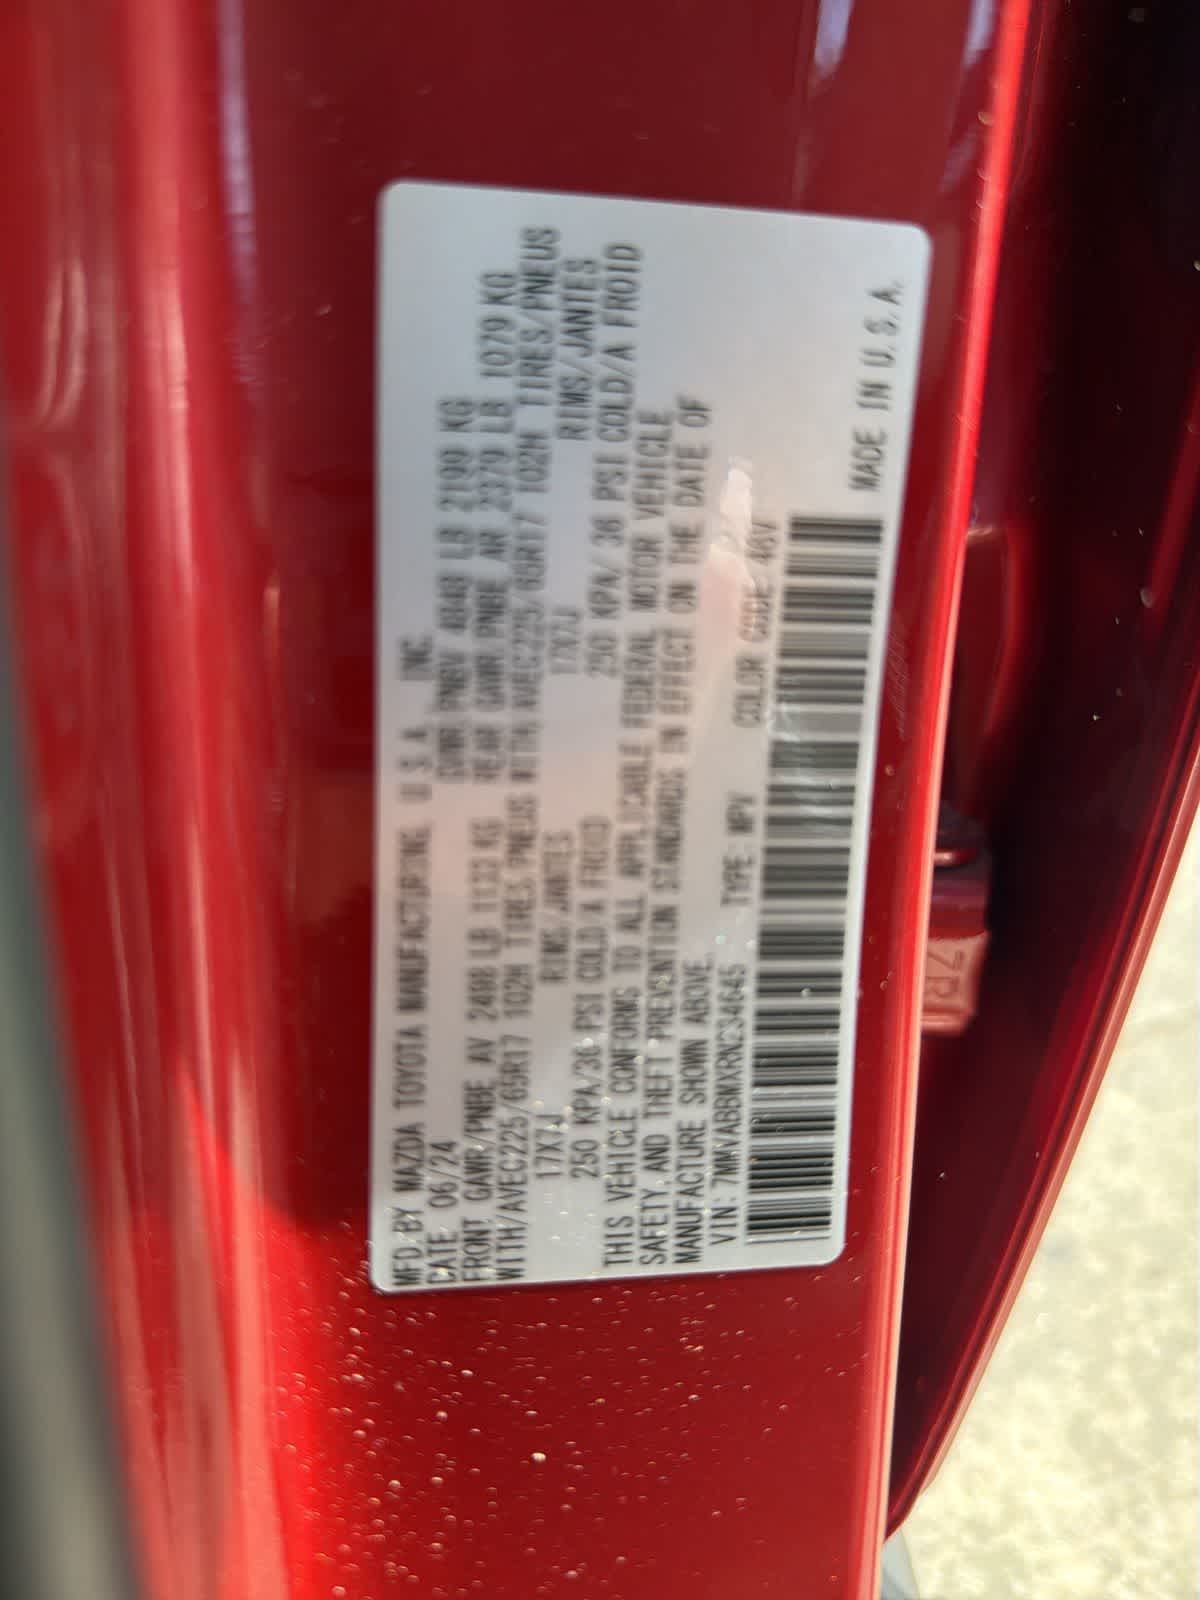 MFD.BY MAZDA TOYOTA MANUFACTURING, U.S.A., INC.
DATE 06/24 GVWR/PNBV 4848 LB 2199 KG
FRONT GAWR/PNBE AV 2498 LB 1133 KG REAR GAWR/PNBE AR 2379 LB 1079 KG
WITH/AVEC225/65R17 102H TIRES/PNEUS WITH/AVEC225/65R17 102H TIRES/PNEUS
17X7J RIMS/JANTES 17X7J RIMS/JANTES
250 KPA/36 PSI COLD/A FROID 250 KPA/36 PSI COLD/A FROID
THIS VEHICLE CONFORMS TO ALL APPLICABLE FEDERAL MOTOR VEHICLE
SAFETY, AND THEFT PREVENTION STANDARDS IN EFFECT ON THE DATE OF
MANUFACTURE SHOWN ABOVE.
VIN: 7MMVABBMXRN234645 TYPE: MPV COLOR CODE: 46V
MADE IN U.S.A.